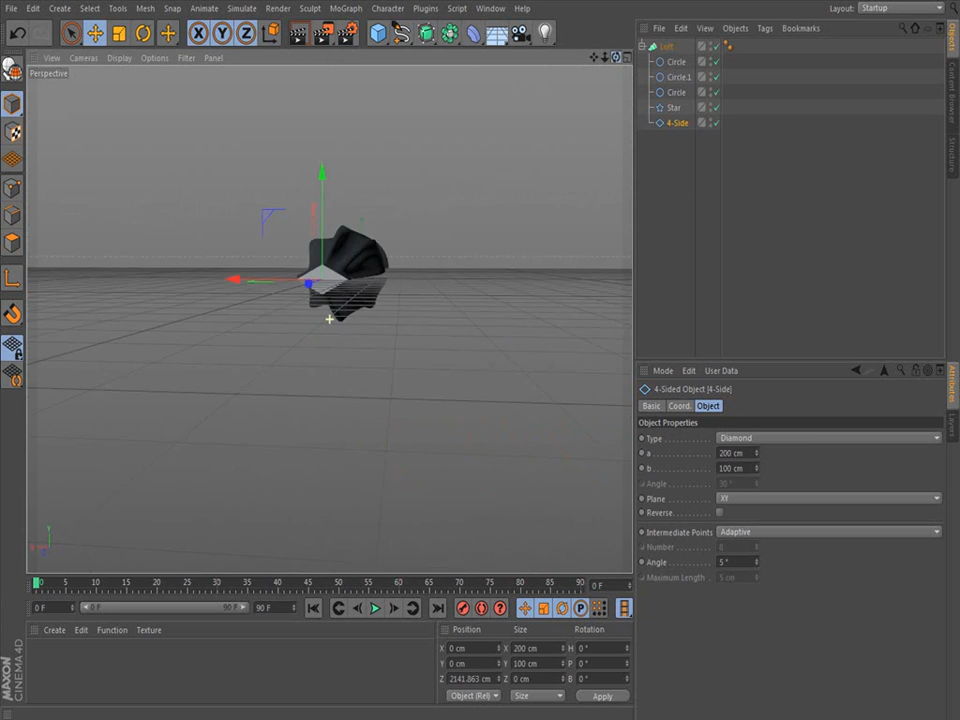 File Edit Create Select Tools Mesh Snap Animate Simulate Render Sculpt MoGraph Character Plugins Script Window Help Layout: Startup
X Y Z
File Edit View Objects Tags Bookmarks
View Cameras Display Options Filter Panel
Perspective
Loft
Circle
Circle.1
Circle
Star
4-Side
Objects
Content Browser
Structure
Mode Edit User Data
4-Sided Object [4-Side]
Basic Coord. Object
Object Properties
Type Diamond
a 200 cm
b 100 cm
Angle 30 °
Plane XY
Reverse
Intermediate Points Adaptive
Number 8
Angle 5 °
Maximum Length 5 cm
Attributes
Layers
0 5 10 15 20 25 30 35 40 45 50 55 60 65 70 75 80 85 90 0 F
0 F 0 F 90 F 90 F
P
Create Edit Function Texture
Position Size Rotation
X 0 cm X 200 cm H 0 °
Y 0 cm Y 100 cm P 0 °
Z 2141.863 cm Z 0 cm B 0 °
Object (Rel) Size Apply
MAXON
CINEMA 4D